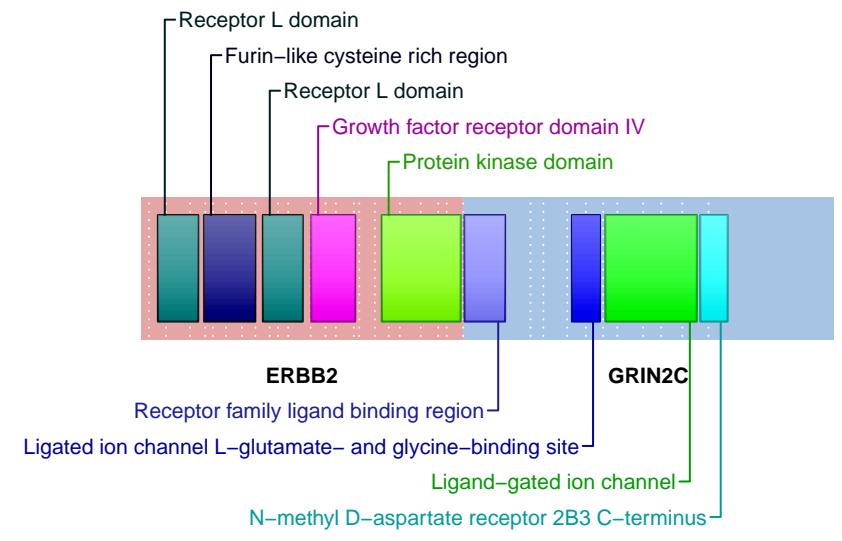 Receptor L domain
Furin−like cysteine rich region
Receptor L domain
Growth factor receptor domain IV
Protein kinase domain
ERBB2 GRIN2C
Receptor family ligand binding region
Ligated ion channel L−glutamate− and glycine−binding site
Ligand−gated ion channel
N−methyl D−aspartate receptor 2B3 C−terminus